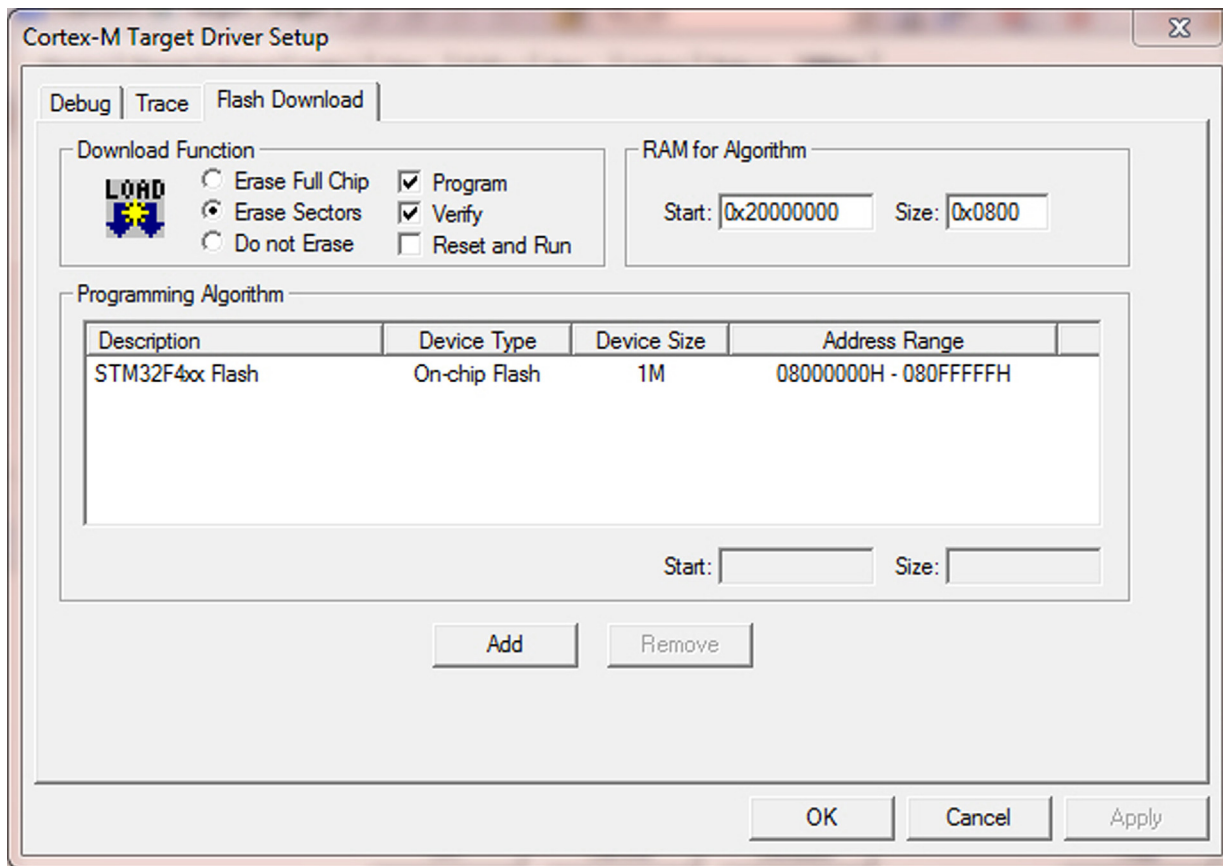 Cortex-M Target Driver Setup
Debug Trace Flash Download
Download Function
LOAD
Erase Full Chip
Erase Sectors
Do not Erase
Program
Verify
Reset and Run
RAM for Algorithm
Start: 0x20000000 Size: 0x0800
Programming Algorithm
Description Device Type Device Size Address Range
STM32F4xx Flash On-chip Flash 1M 08000000H - 080FFFFFH
Start: Size:
Add Remove
OK Cancel Apply